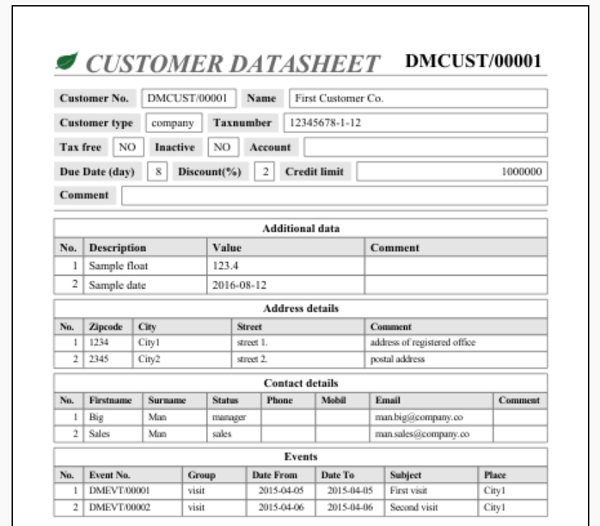 CUSTOMER DATASHEET DMCUST/00001
Customer No. DMCUST/00001 Name First Customer Co.
Customer type company Taxnumber 12345678-1-12
Tax free NO Inactive NO Account
Due Date (day) 8 Discount(%) 2 Credit limit 1000000
Comment
Additional data
No. Description Value Comment
1 Sample float 123.4
2 Sample date 2016-08-12
Address details
No. Zipcode City Street Comment
1 1234 City1 street 1. address of registered office
2 2345 City2 street 2. postal address
Contact details
No. Firstname Surname Status Phone Mobil Email Comment
1 Big Man manager man.big@company.co
2 Sales Man sales man.sales@company.co
Events
No. Event No. Group Date From Date To Subject Place
1 DMEVT/00001 visit 2015-04-05 2015-04-05 First visit City1
2 DMEVT/00002 visit 2015-04-06 2015-04-06 Second visit City1